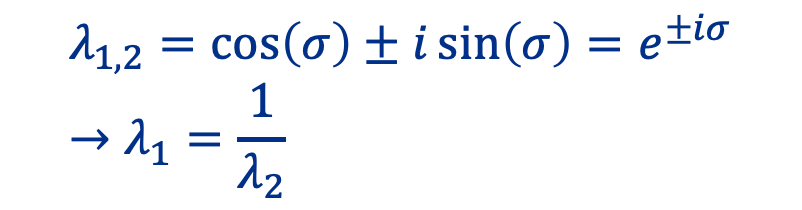 λ₁,₂ = cos(σ) ± i sin(σ) = e^{±iσ}
→ λ₁ = 1/λ₂